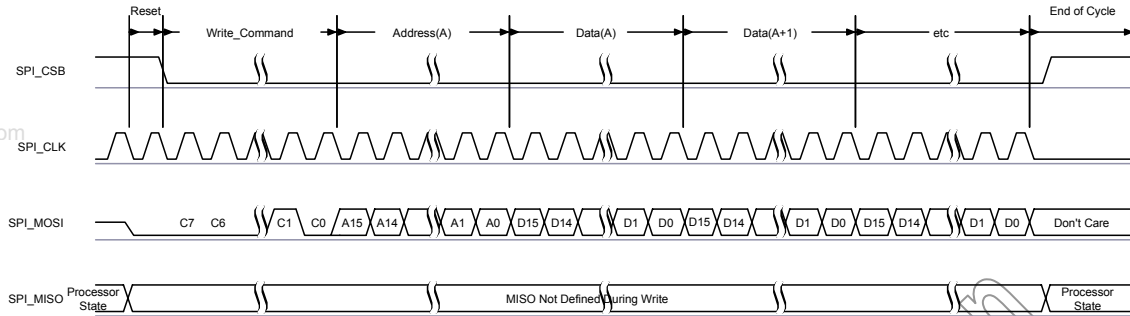 Reset
End of Cycle
Write_Command Address(A) Data(A) Data(A+1) etc
SPI_CSB
om
SPI_CLK
SPI_MOSI C7 C6 C1 C0 A15 A14 A1 A0 D15 D14 D1 D0 D15 D14 D1 D0 D15 D14 D1 D0 Don't Care
SPI_MISO Processor State MISO Not Defined During Write Processor State